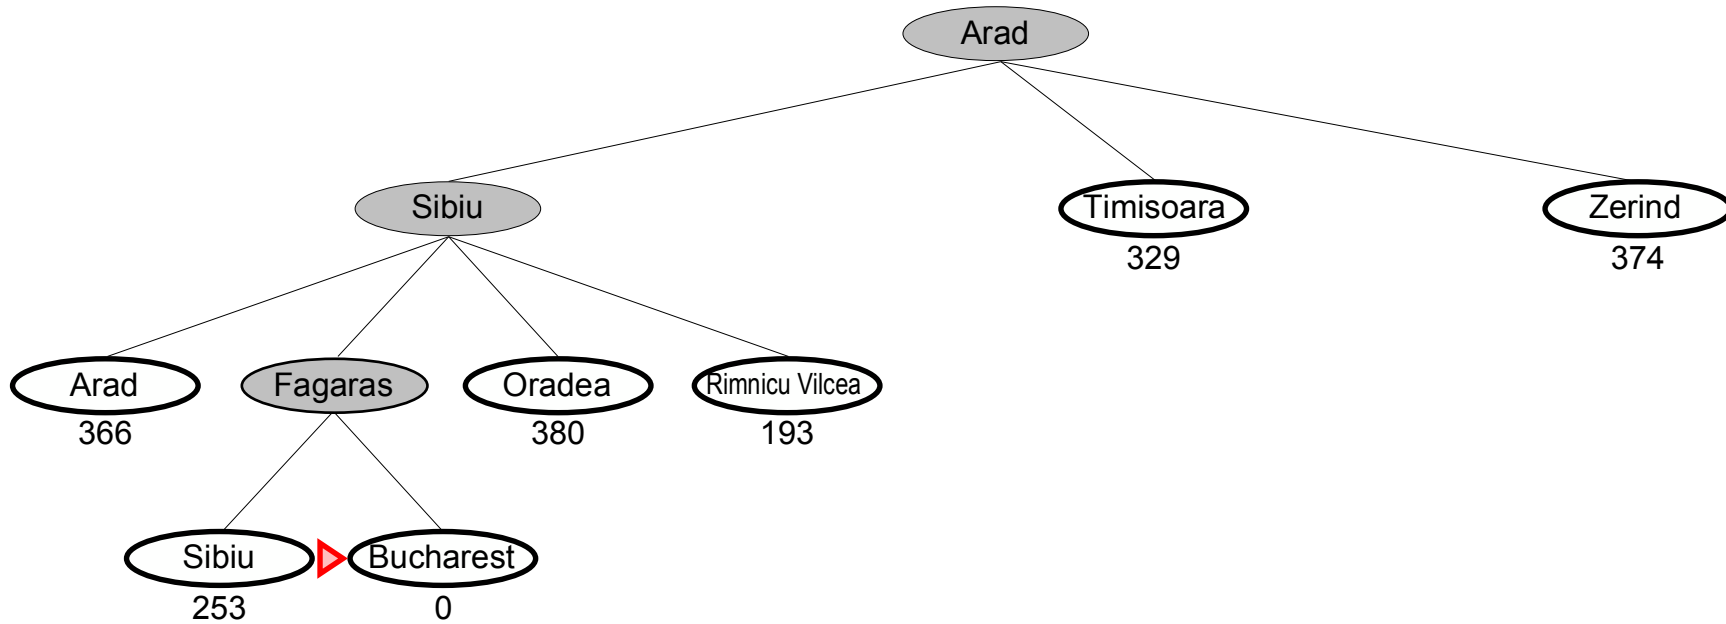 Arad
Sibiu
Timisoara
Zerind
329
374
Arad
Fagaras
Oradea
Rimnicu Vilcea
366
380
193
Sibiu
Bucharest
253
0